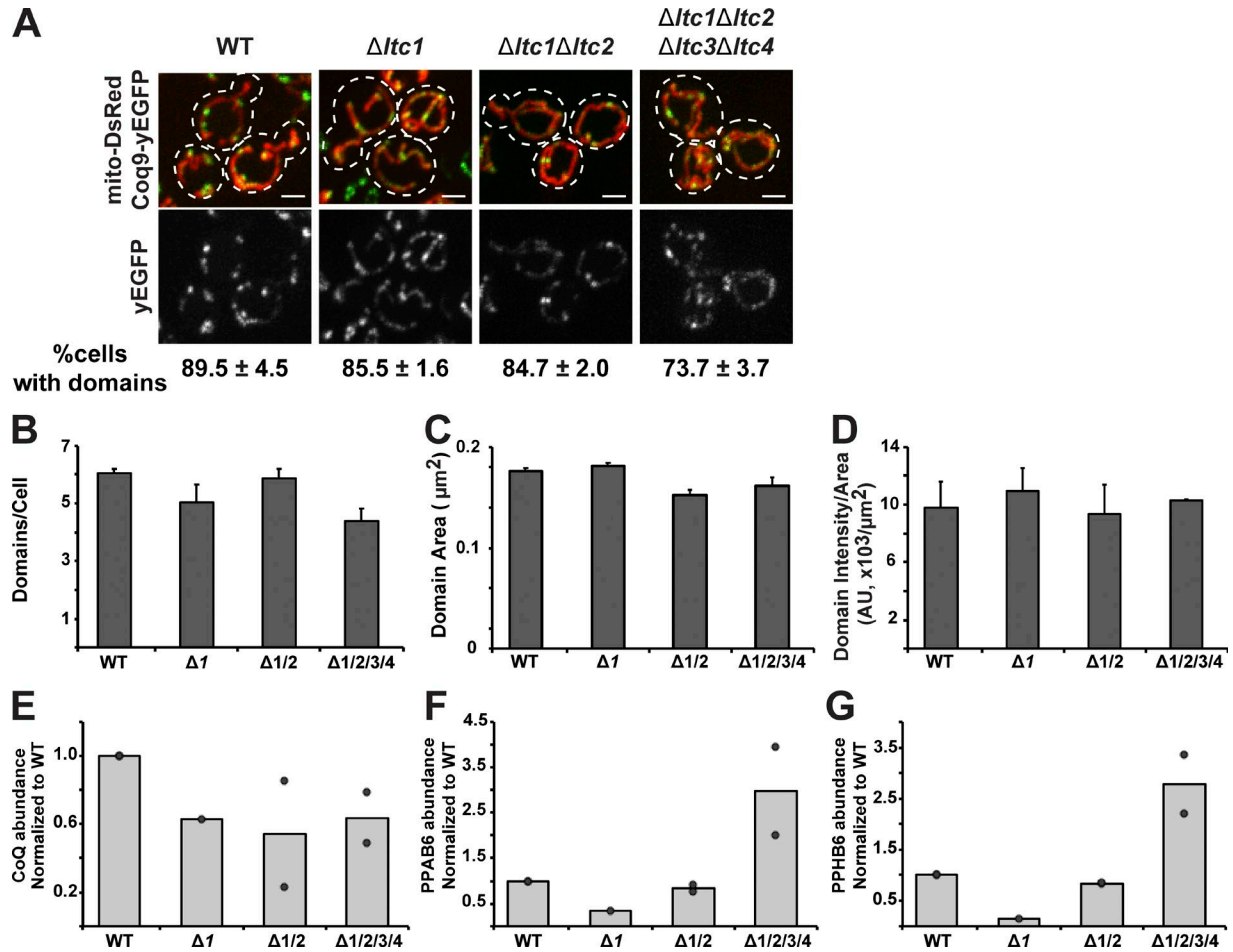 A
WT
Δltc1
Δltc1Δltc2
Δltc1Δltc2
Δltc3Δltc4
mito-DsRed
Coq9-yEGFP
yEGFP
%cells
with domains
89.5 ± 4.5
85.5 ± 1.6
84.7 ± 2.0
73.7 ± 3.7
B
Domains/Cell
7
5
3
1
WT
Δ1
Δ1/2
Δ1/2/3/4
C
Domain Area ( μm2)
0.2
0.1
0
WT
Δ1
Δ1/2
Δ1/2/3/4
D
Domain Intensity/Area
(AU, x103/μm2)
14
10
6
2
WT
Δ1
Δ1/2
Δ1/2/3/4
E
CoQ abundance
Normalized to WT
1.0
0.6
0.2
WT
Δ1
Δ1/2
Δ1/2/3/4
F
PPAB6 abundance
Normalized to WT
4.5
3.5
2.5
1.5
0.5
WT
Δ1
Δ1/2
Δ1/2/3/4
G
PPHB6 abundance
Normalized to WT
3.5
2.5
1.5
0.5
WT
Δ1
Δ1/2
Δ1/2/3/4